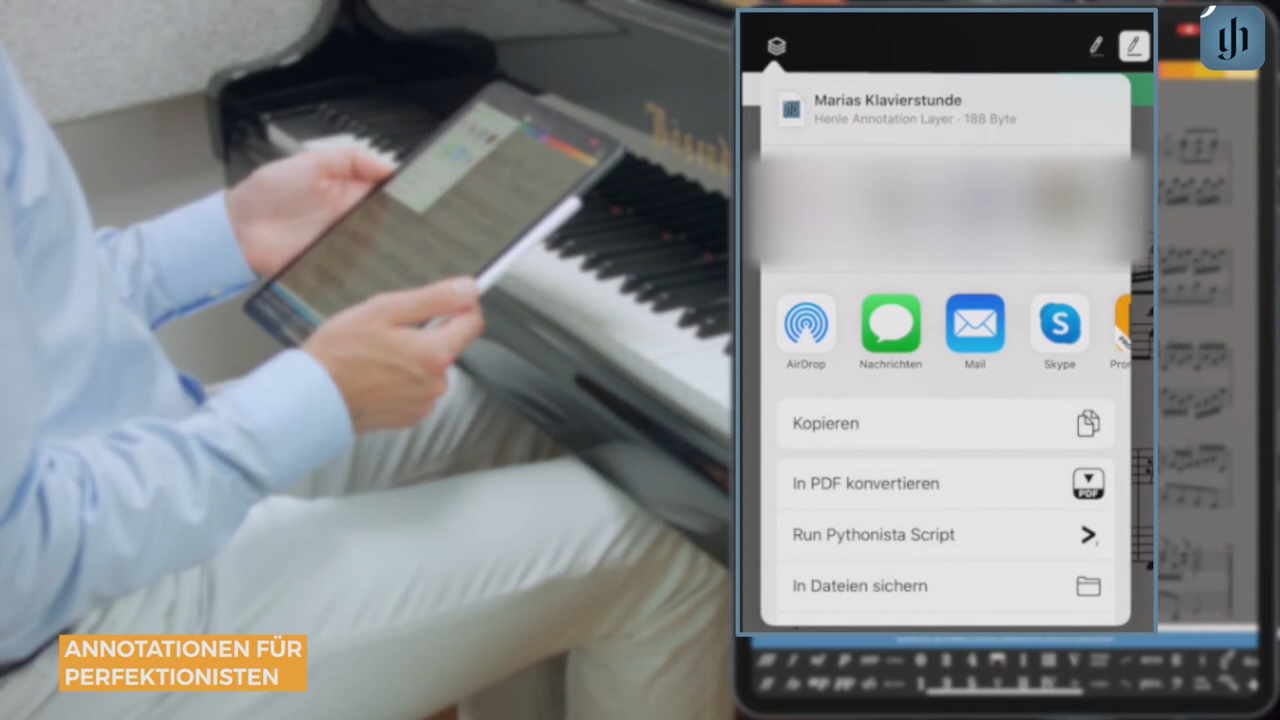 Marias Klavierstunde
Henle Annotation Layer · 188 Byte
AirDrop
Nachrichten
Mail
Skype
Kopieren
In PDF konvertieren
PDF
Run Pythonista Script
In Dateien sichern
ANNOTATIONEN FÜR
PERFEKTIONISTEN